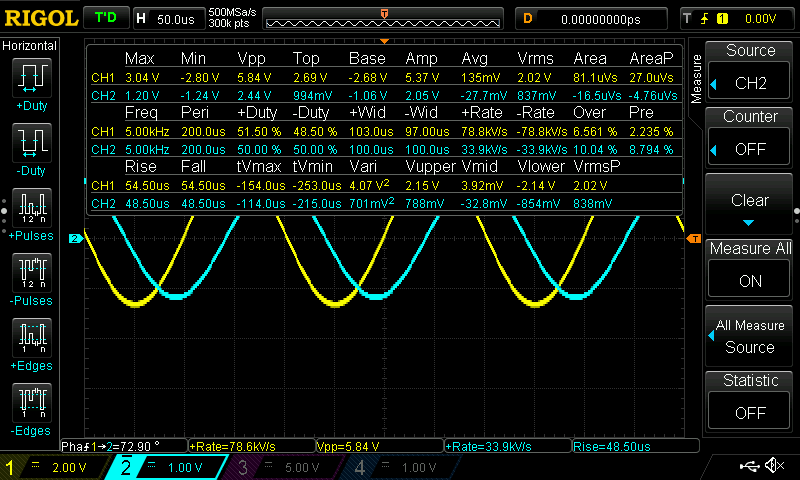 RIGOL T'D H 50.0us 500MSa/s 300k pts T D 0.00000000ps T 1 0.00V
Horizontal
+Duty
-Duty
1 2 n
+Pulses
1 2 n
-Pulses
1 n
+Edges
1 n
-Edges
Max Min Vpp Top Base Amp Avg Vrms Area AreaP
CH1 3.04 V -2.80 V 5.84 V 2.69 V -2.68 V 5.37 V 135mV 2.02 V 81.1uVs 27.0uVs
CH2 1.20 V -1.24 V 2.44 V 994mV -1.06 V 2.05 V -27.7mV 837mV -16.5uVs -4.76uVs
Freq Peri +Duty -Duty +Wid -Wid +Rate -Rate Over Pre
CH1 5.00kHz 200.0us 51.50 % 48.50 % 103.0us 97.00us 78.8kV/s -78.8kV/s 6.561 % 2.235 %
CH2 5.00kHz 200.0us 50.00 % 50.00 % 100.0us 100.0us 33.9kV/s -33.9kV/s 10.04 % 8.794 %
Rise Fall tVmax tVmin Vari Vupper Vmid Vlower VrmsP
CH1 54.50us 54.50us -154.0us -253.0us 4.07 V² 2.15 V 3.92mV -2.14 V 2.02 V
CH2 48.50us 48.50us -114.0us -215.0us 701mV² 788mV -32.8mV -854mV 838mV
2
T
Phaƒ1→2=72.90 ° +Rate=78.6kV/s Vpp=5.84 V +Rate=33.9kV/s Rise=48.50us
1 2.00 V 2 1.00 V 3 5.00 V 4 1.00 V
Measure
Source
CH2
Counter
OFF
Clear
Measure All
ON
All Measure
Source
Statistic
OFF